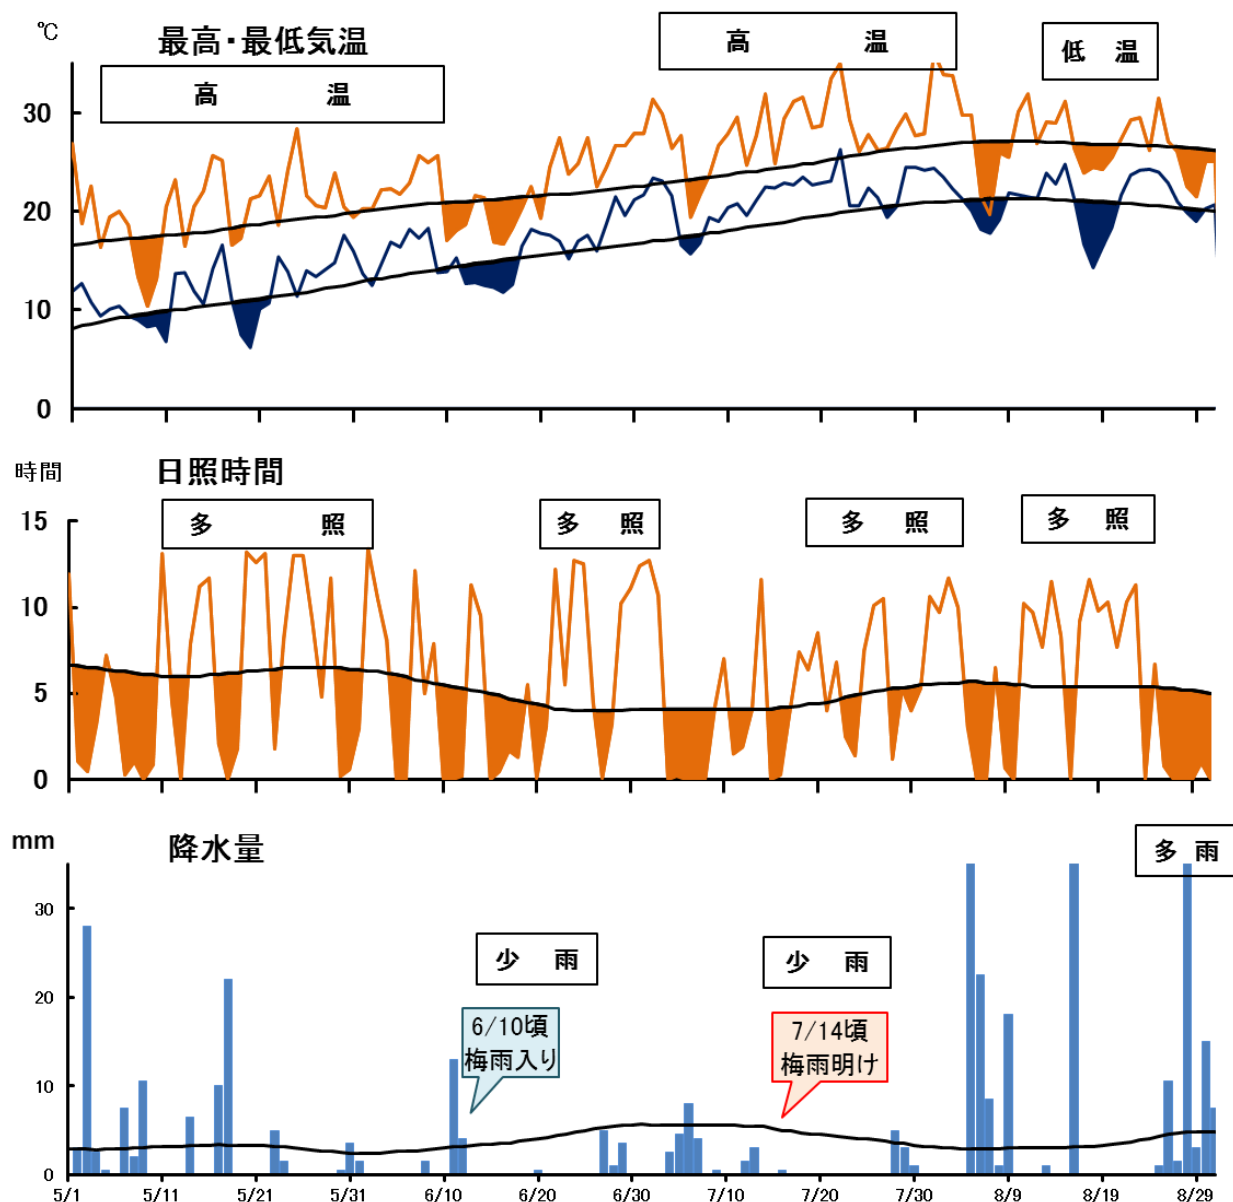 ℃
最高・最低気温
高 温
高 温
低 温
30
20
10
0
時間
日照時間
多 照
多 照
多 照
多 照
15
10
5
0
mm
降水量
多 雨
30
少 雨
少 雨
20
6/10頃
梅雨入り
7/14頃
梅雨明け
10
0
5/1 5/11 5/21 5/31 6/10 6/20 6/30 7/10 7/20 7/30 8/9 8/19 8/29